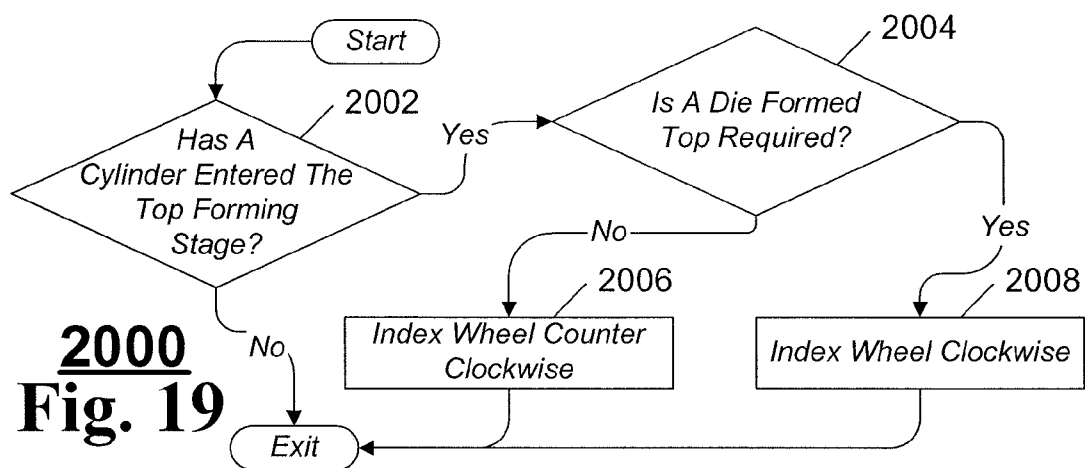 Start
2002
Has A
Cylinder Entered The
Top Forming
Stage?
Yes
No
2004
Is A Die Formed
Top Required?
No
Yes
2006
Index Wheel Counter
Clockwise
2008
Index Wheel Clockwise
Exit
2000
Fig. 19